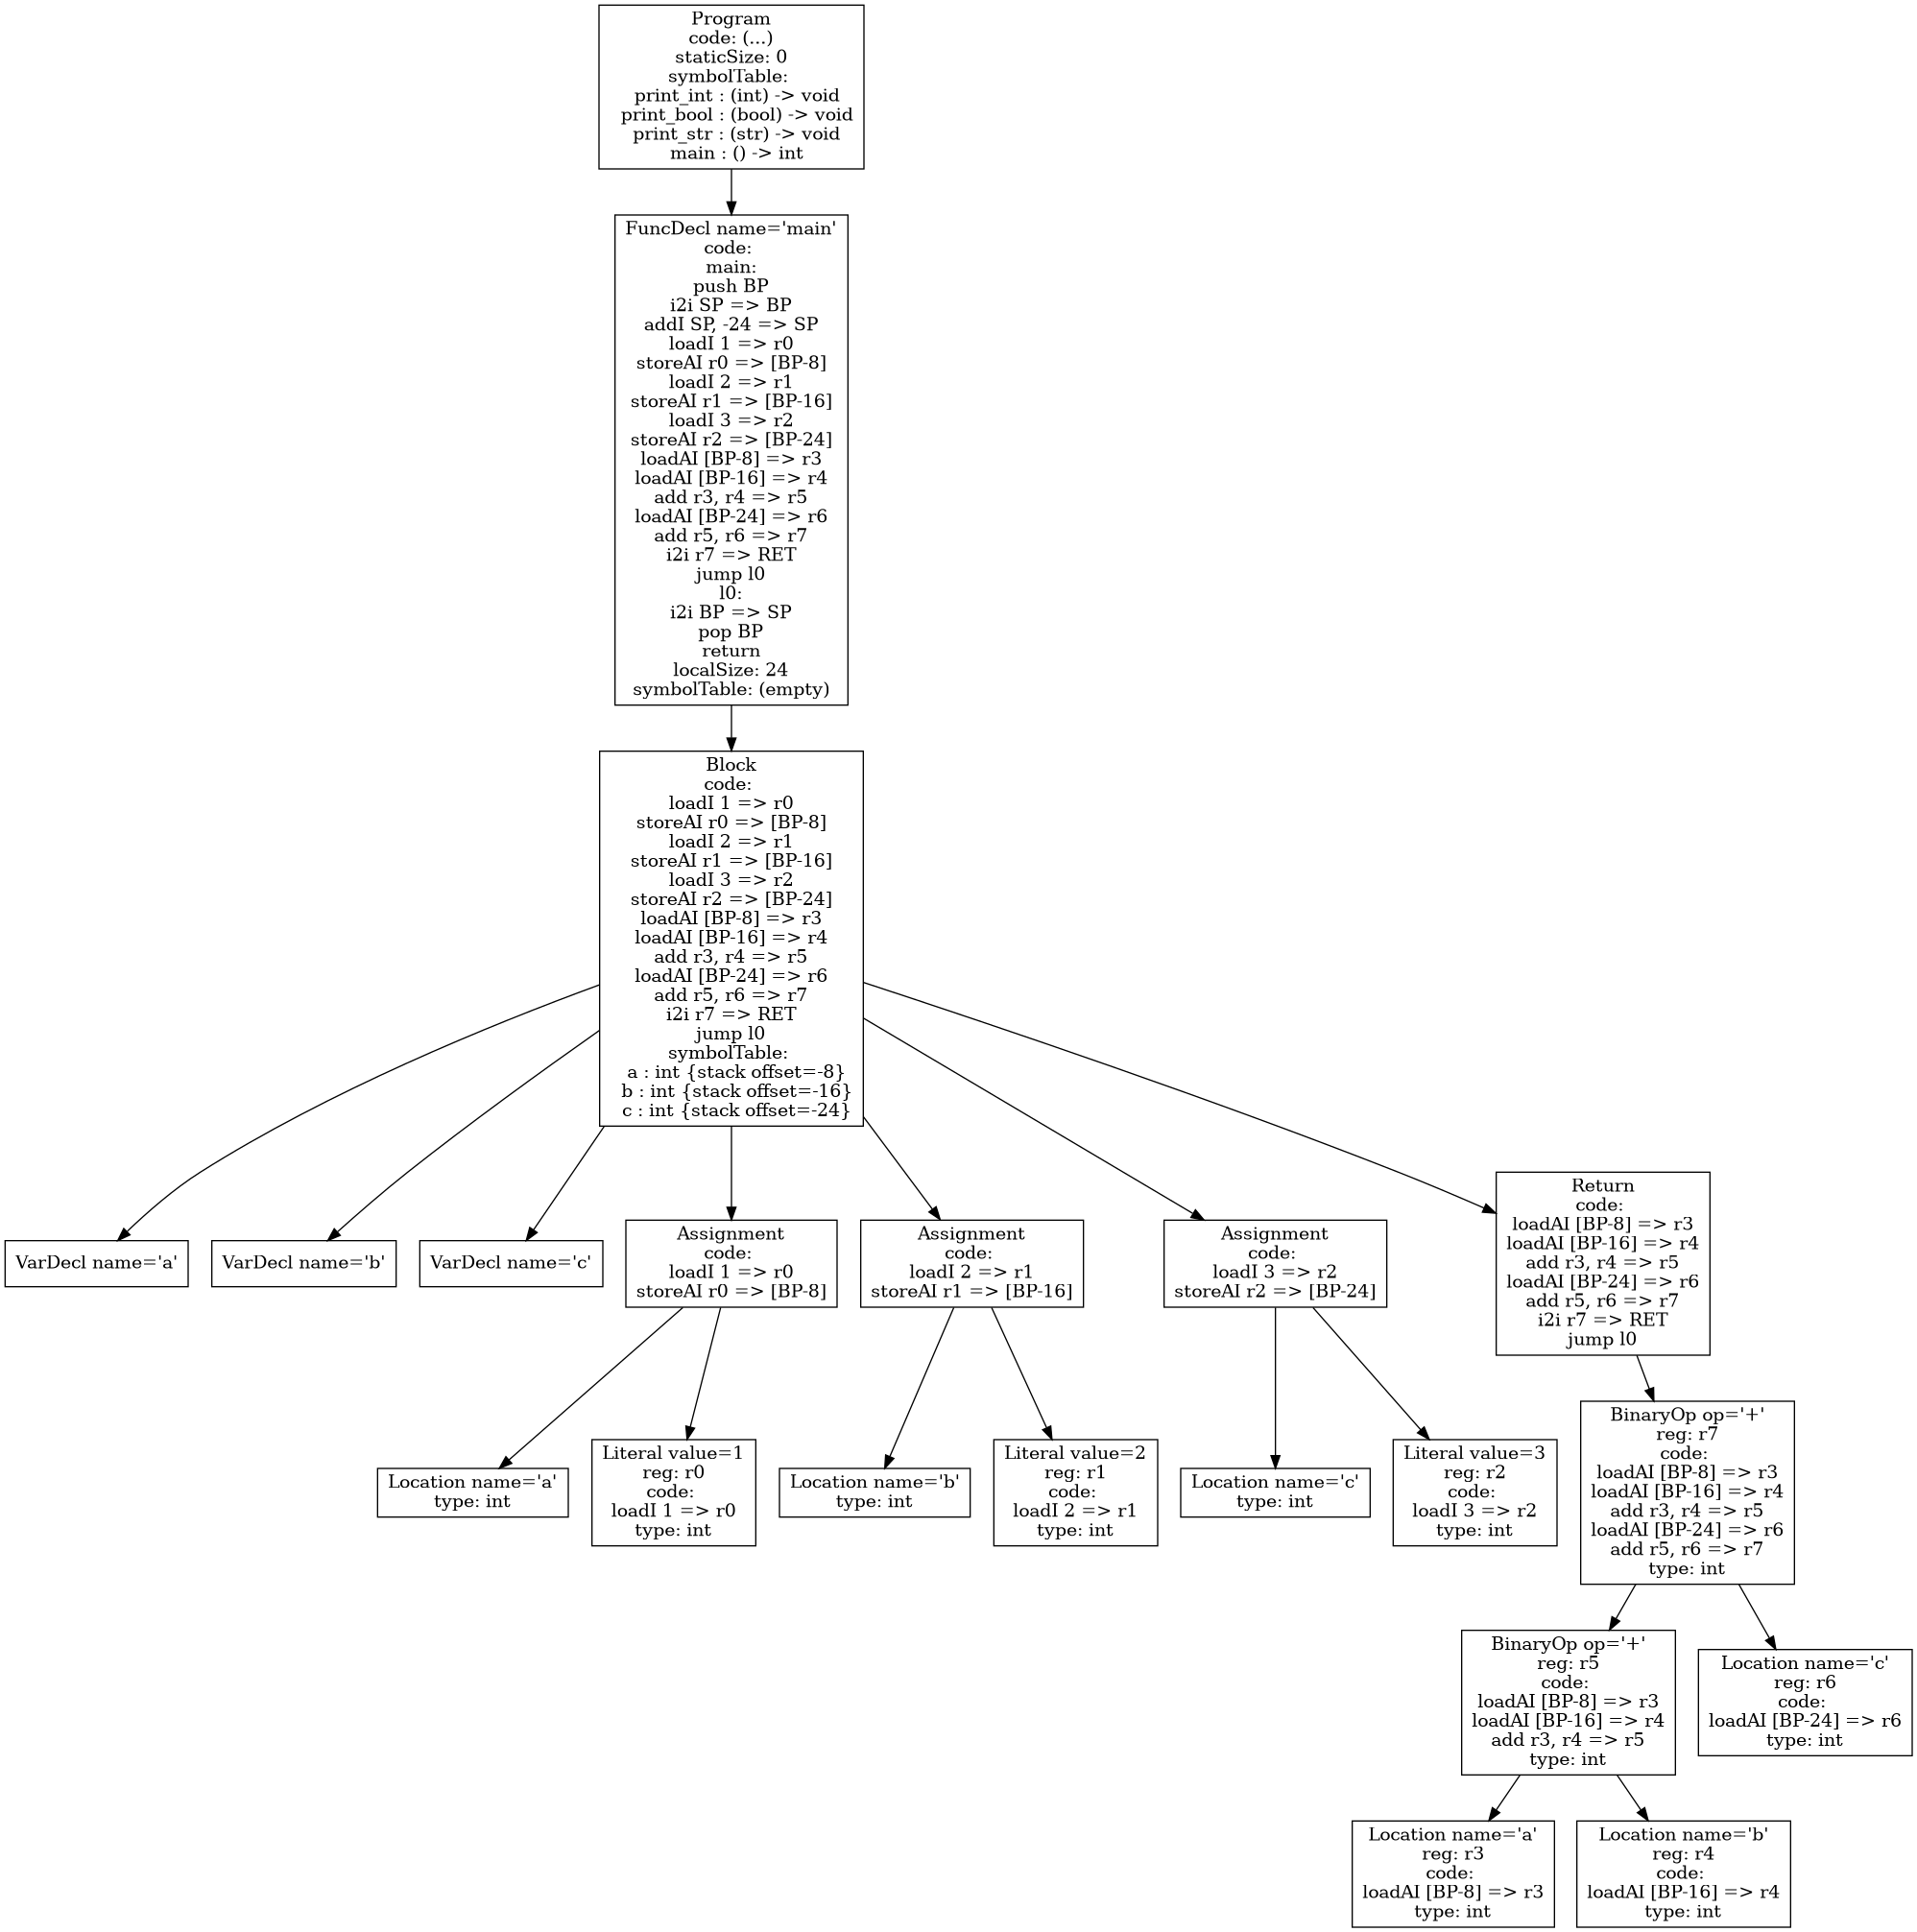 Program
code: (...)
staticSize: 0
symbolTable:
print_int : (int) -> void
print_bool : (bool) -> void
print_str : (str) -> void
main : () -> int
FuncDecl name='main'
code:
main:
push BP
i2i SP => BP
addI SP, -24 => SP
loadI 1 => r0
storeAI r0 => [BP-8]
loadI 2 => r1
storeAI r1 => [BP-16]
loadI 3 => r2
storeAI r2 => [BP-24]
loadAI [BP-8] => r3
loadAI [BP-16] => r4
add r3, r4 => r5
loadAI [BP-24] => r6
add r5, r6 => r7
i2i r7 => RET
jump l0
l0:
i2i BP => SP
pop BP
return
localSize: 24
symbolTable: (empty)
Block
code:
loadI 1 => r0
storeAI r0 => [BP-8]
loadI 2 => r1
storeAI r1 => [BP-16]
loadI 3 => r2
storeAI r2 => [BP-24]
loadAI [BP-8] => r3
loadAI [BP-16] => r4
add r3, r4 => r5
loadAI [BP-24] => r6
add r5, r6 => r7
i2i r7 => RET
jump l0
symbolTable:
a : int {stack offset=-8}
b : int {stack offset=-16}
c : int {stack offset=-24}
VarDecl name='a'
VarDecl name='b'
VarDecl name='c'
Assignment
code:
loadI 1 => r0
storeAI r0 => [BP-8]
Assignment
code:
loadI 2 => r1
storeAI r1 => [BP-16]
Assignment
code:
loadI 3 => r2
storeAI r2 => [BP-24]
Return
code:
loadAI [BP-8] => r3
loadAI [BP-16] => r4
add r3, r4 => r5
loadAI [BP-24] => r6
add r5, r6 => r7
i2i r7 => RET
jump l0
Location name='a'
type: int
Literal value=1
reg: r0
code:
loadI 1 => r0
type: int
Location name='b'
type: int
Literal value=2
reg: r1
code:
loadI 2 => r1
type: int
Location name='c'
type: int
Literal value=3
reg: r2
code:
loadI 3 => r2
type: int
BinaryOp op='+'
reg: r7
code:
loadAI [BP-8] => r3
loadAI [BP-16] => r4
add r3, r4 => r5
loadAI [BP-24] => r6
add r5, r6 => r7
type: int
BinaryOp op='+'
reg: r5
code:
loadAI [BP-8] => r3
loadAI [BP-16] => r4
add r3, r4 => r5
type: int
Location name='c'
reg: r6
code:
loadAI [BP-24] => r6
type: int
Location name='a'
reg: r3
code:
loadAI [BP-8] => r3
type: int
Location name='b'
reg: r4
code:
loadAI [BP-16] => r4
type: int